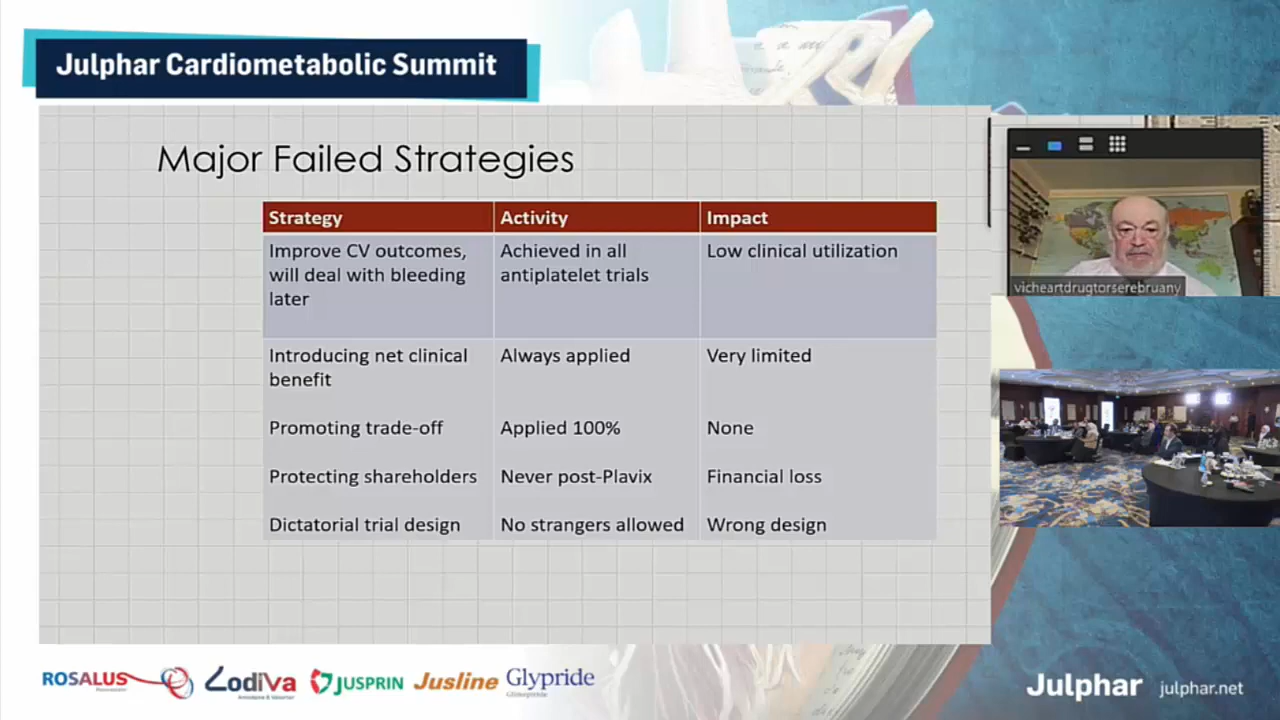 Julphar Cardiometabolic Summit
Major Failed Strategies
Strategy Activity Impact
Improve CV outcomes, will deal with bleeding later Achieved in all antiplatelet trials Low clinical utilization
Introducing net clinical benefit Always applied Very limited
Promoting trade-off Applied 100% None
Protecting shareholders Never post-Plavix Financial loss
Dictatorial trial design No strangers allowed Wrong design
vicheartdrugtorserebruany
ROSALUS
Lodiva
JUSPRIN
Jusline
Glypride
Glimepiride
Julphar julphar.net